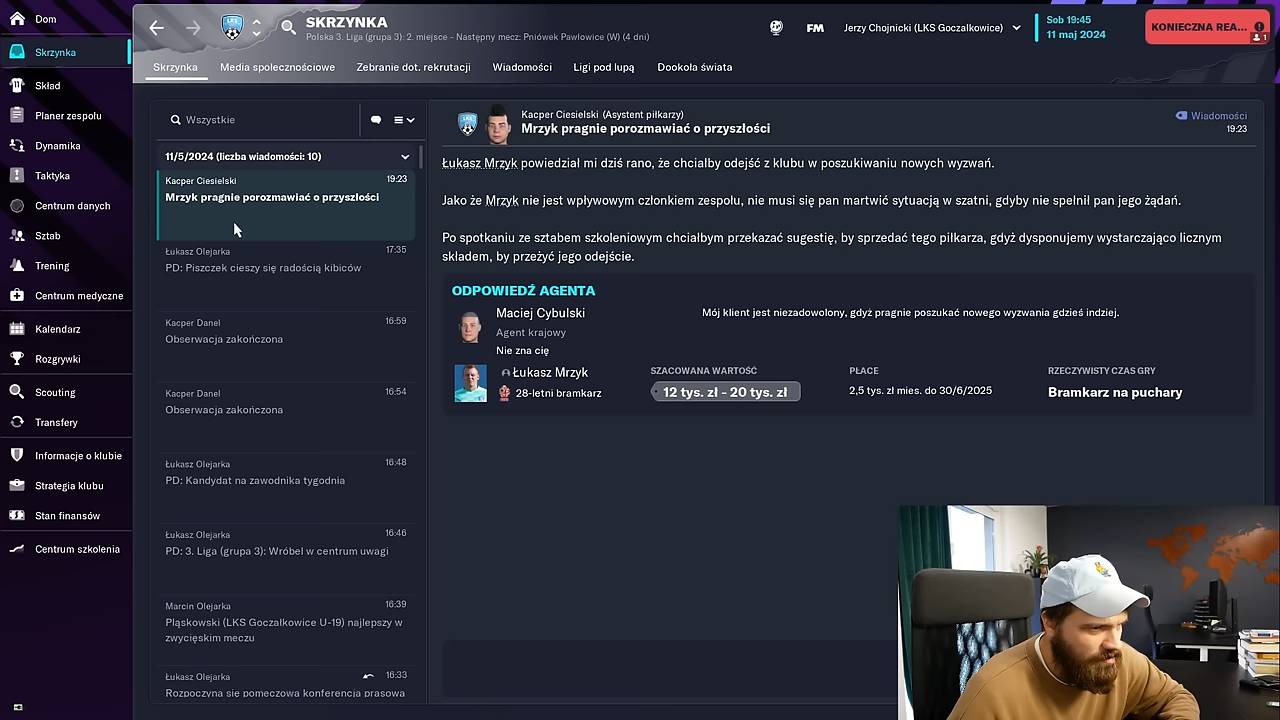 Dom
Skrzynka
Skład
Planer zespołu
Dynamika
Taktyka
Centrum danych
Sztab
Trening
Centrum medyczne
Kalendarz
Rozgrywki
Scouting
Transfery
Informacje o klubie
Strategia klubu
Stan finansów
Centrum szkolenia
SKRZYNKA
Polska 3. Liga (grupa 3): 2. miejsce - Następny mecz: Pniówek Pawłowice (W) (4 dni)
FM
Jerzy Chojnicki (LKS Goczałkowice)
Sob 19:45
11 maj 2024
KONIECZNA REA...
1
Skrzynka
Media społecznościowe
Zebranie dot. rekrutacji
Wiadomości
Ligi pod lupą
Dookoła świata
Wszystkie
11/5/2024 (liczba wiadomości: 10)
Kacper Ciesielski
19:23
Mrzyk pragnie porozmawiać o przyszłości
Łukasz Olejarka
17:35
PD: Piszczek cieszy się radością kibiców
Kacper Danel
16:59
Obserwacja zakończona
Kacper Danel
16:54
Obserwacja zakończona
Łukasz Olejarka
16:48
PD: Kandydat na zawodnika tygodnia
Łukasz Olejarka
16:46
PD: 3. Liga (grupa 3): Wróbel w centrum uwagi
Marcin Olejarka
16:39
Pląskowski (LKS Goczałkowice U-19) najlepszy w
zwycięskim meczu
Łukasz Olejarka
16:33
Rozpoczyna się pomeczowa konferencja prasowa
Kacper Ciesielski (Asystent piłkarzy)
Mrzyk pragnie porozmawiać o przyszłości
Wiadomości
19:23
Łukasz Mrzyk powiedział mi dziś rano, że chciałby odejść z klubu w poszukiwaniu nowych wyzwań.
Jako że Mrzyk nie jest wpływowym członkiem zespołu, nie musi się pan martwić sytuacją w szatni, gdyby nie spełnił pan jego żądań.
Po spotkaniu ze sztabem szkoleniowym chciałbym przekazać sugestię, by sprzedać tego piłkarza, gdyż dysponujemy wystarczająco licznym
składem, by przeżyć jego odejście.
ODPOWIEDŹ AGENTA
Maciej Cybulski
Agent krajowy
Nie zna cię
Mój klient jest niezadowolony, gdyż pragnie poszukać nowego wyzwania gdzieś indziej.
Łukasz Mrzyk
28-letni bramkarz
SZACOWANA WARTOŚĆ
12 tys. zł - 20 tys. zł
PŁACE
2,5 tys. zł mies. do 30/6/2025
RZECZYWISTY CZAS GRY
Bramkarz na puchary